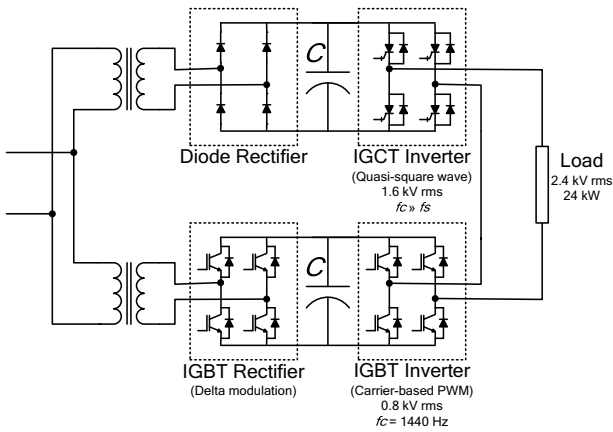 C
Diode Rectifier
IGCT Inverter
(Quasi-square wave)
1.6 kV rms
fc » fs
Load
2.4 kV rms
24 kW
C
IGBT Rectifier
(Delta modulation)
IGBT Inverter
(Carrier-based PWM)
0.8 kV rms
fc = 1440 Hz